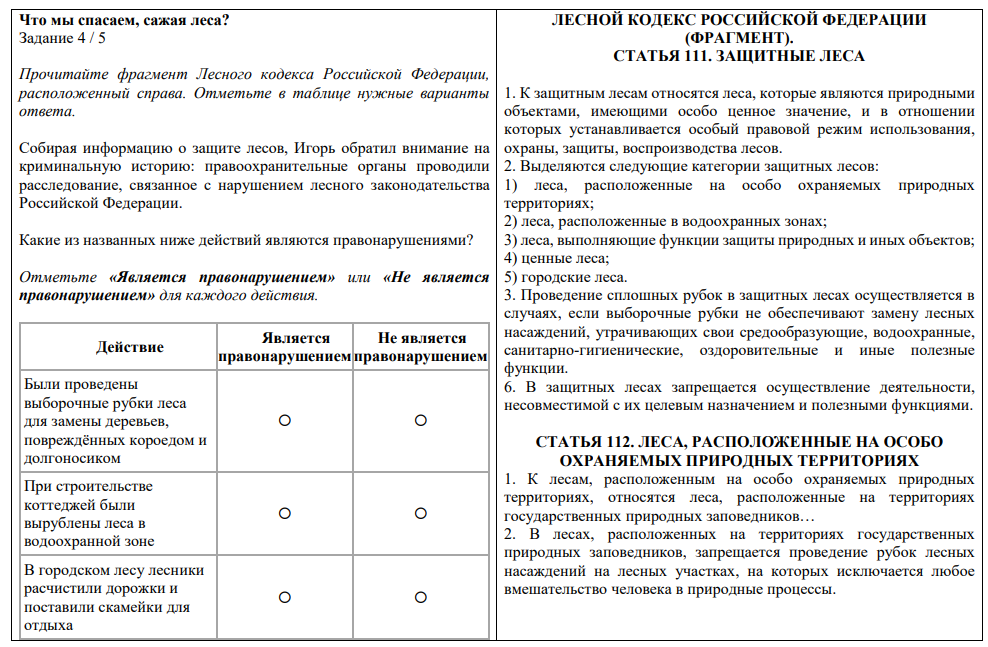 Что мы спасаем, сажая леса?
Задание 4 / 5
Прочитайте фрагмент Лесного кодекса Российской Федерации,
расположенный справа. Отметьте в таблице нужные варианты
ответа.
Собирая информацию о защите лесов, Игорь обратил внимание на
криминальную историю: правоохранительные органы проводили
расследование, связанное с нарушением лесного законодательства
Российской Федерации.
Какие из названных ниже действий являются правонарушениями?
Отметьте «Является правонарушением» или «Не является
правонарушением» для каждого действия.
Действие
Является
правонарушением
Не является
правонарушением
Были проведены
выборочные рубки леса
для замены деревьев,
повреждённых короедом и
долгоносиком
При строительстве
коттеджей были
вырублены леса в
водоохранной зоне
В городском лесу лесники
расчистили дорожки и
поставили скамейки для
отдыха
ЛЕСНОЙ КОДЕКС РОССИЙСКОЙ ФЕДЕРАЦИИ
(ФРАГМЕНТ).
СТАТЬЯ 111. ЗАЩИТНЫЕ ЛЕСА
1. К защитным лесам относятся леса, которые являются природными
объектами, имеющими особо ценное значение, и в отношении
которых устанавливается особый правовой режим использования,
охраны, защиты, воспроизводства лесов.
2. Выделяются следующие категории защитных лесов:
1) леса, расположенные на особо охраняемых природных
территориях;
2) леса, расположенные в водоохранных зонах;
3) леса, выполняющие функции защиты природных и иных объектов;
4) ценные леса;
5) городские леса.
3. Проведение сплошных рубок в защитных лесах осуществляется в
случаях, если выборочные рубки не обеспечивают замену лесных
насаждений, утрачивающих свои средообразующие, водоохранные,
санитарно-гигиенические, оздоровительные и иные полезные
функции.
6. В защитных лесах запрещается осуществление деятельности,
несовместимой с их целевым назначением и полезными функциями.
СТАТЬЯ 112. ЛЕСА, РАСПОЛОЖЕННЫЕ НА ОСОБО
ОХРАНЯЕМЫХ ПРИРОДНЫХ ТЕРРИТОРИЯХ
1. К лесам, расположенным на особо охраняемых природных
территориях, относятся леса, расположенные на территориях
государственных природных заповедников…
2. В лесах, расположенных на территориях государственных
природных заповедников, запрещается проведение рубок лесных
насаждений на лесных участках, на которых исключается любое
вмешательство человека в природные процессы.